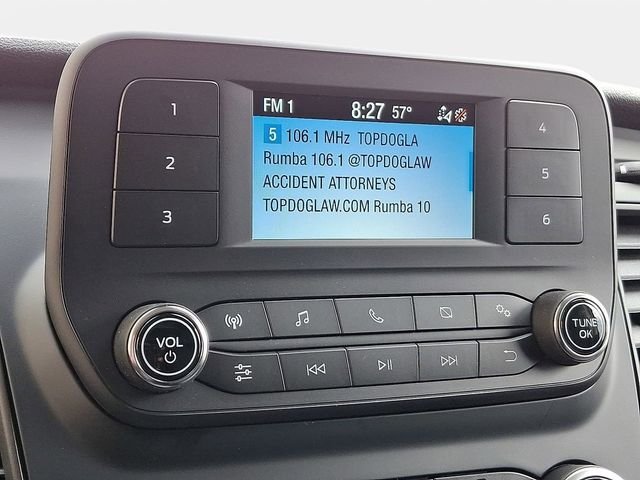 FM 1 8:27 57°
5 106.1 MHz TOPDOGLA
Rumba 106.1 @TOPDOGLAW
ACCIDENT ATTORNEYS
TOPDOGLAW.COM Rumba 10
1
2
3
4
5
6
VOL
TUNE
OK